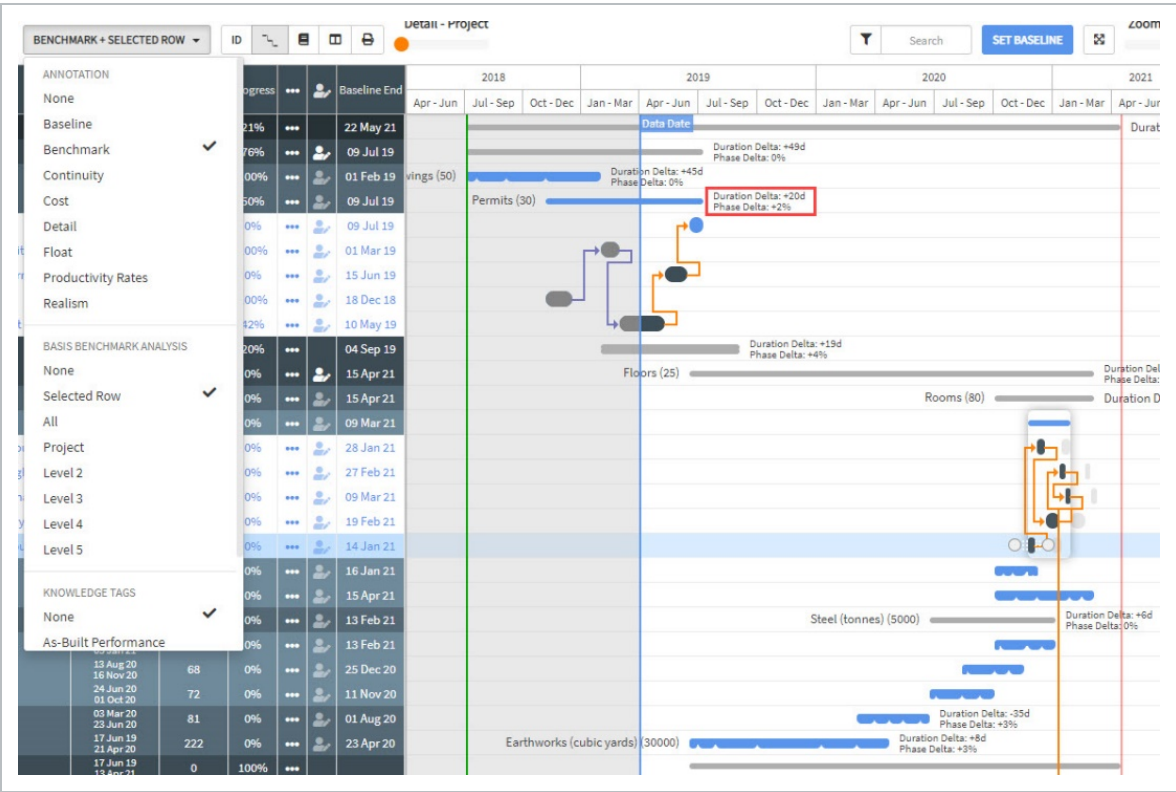 Detail - Project
Zoom
BENCHMARK + SELECTED ROW
ID
Search
SET BASELINE
ANNOTATION
None
Baseline
Benchmark
Continuity
Cost
Detail
Float
Productivity Rates
Realism
BASIS BENCHMARK ANALYSIS
None
Selected Row
All
Project
Level 2
Level 3
Level 4
Level 5
KNOWLEDGE TAGS
None
As-Built Performance
ogress ••• Baseline End
2018 2019 2020 2021
Apr - Jun Jul - Sep Oct - Dec Jan - Mar Apr - Jun Jul - Sep Oct - Dec Jan - Mar Apr - Jun Jul - Sep Oct - Dec Jan - Mar Apr - Jun
21% ••• 22 May 21
Data Date
Durat
76% ••• 09 Jul 19
Duration Delta: +49d
Phase Delta: 0%
00% ••• 01 Feb 19
wings (50)
Duration Delta: +45d
Phase Delta: 0%
50% ••• 09 Jul 19
Permits (30)
Duration Delta: +20d
Phase Delta: +2%
0% ••• 09 Jul 19
00% ••• 01 Mar 19
0% ••• 15 Jun 19
00% ••• 18 Dec 18
42% ••• 10 May 19
20% ••• 04 Sep 19
Duration Delta: +19d
Phase Delta: +4%
0% ••• 15 Apr 21
Floors (25)
Duration Del
Phase Delta:
0% ••• 15 Apr 21
Rooms (80)
Duration D
0% ••• 09 Mar 21
0% ••• 28 Jan 21
0% ••• 27 Feb 21
0% ••• 09 Mar 21
0% ••• 19 Feb 21
0% ••• 14 Jan 21
0% ••• 16 Jan 21
0% ••• 15 Apr 21
0% ••• 13 Feb 21
Steel (tonnes) (5000)
Duration Delta: +6d
Phase Delta: 0%
0% ••• 13 Feb 21
13 Aug 20
16 Nov 20
68 0% ••• 25 Dec 20
24 Jun 20
01 Oct 20
72 0% ••• 11 Nov 20
03 Mar 20
23 Jun 20
81 0% ••• 01 Aug 20
Duration Delta: -35d
Phase Delta: +3%
17 Jun 19
21 Apr 20
222 0% ••• 23 Apr 20
Earthworks (cubic yards) (30000)
Duration Delta: +8d
Phase Delta: +3%
17 Jun 19
13 Apr 21
0 100% •••